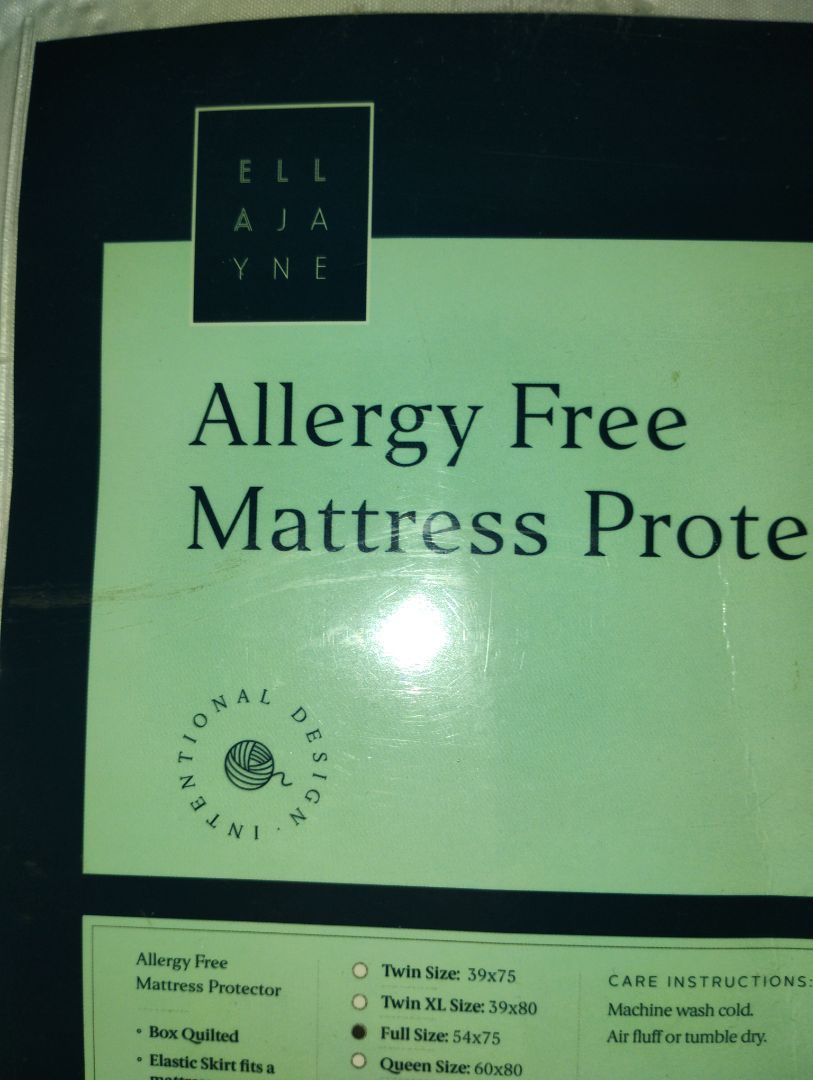 ELL
AJA
YNE
Allergy Free
Mattress Prote
INTENTIONAL DESIGN ·
Allergy Free
Mattress Protector
• Box Quilted
• Elastic Skirt fits a
Twin Size: 39x75
Twin XL Size: 39x80
Full Size: 54x75
Queen Size: 60x80
CARE INSTRUCTIONS:
Machine wash cold.
Air fluff or tumble dry.